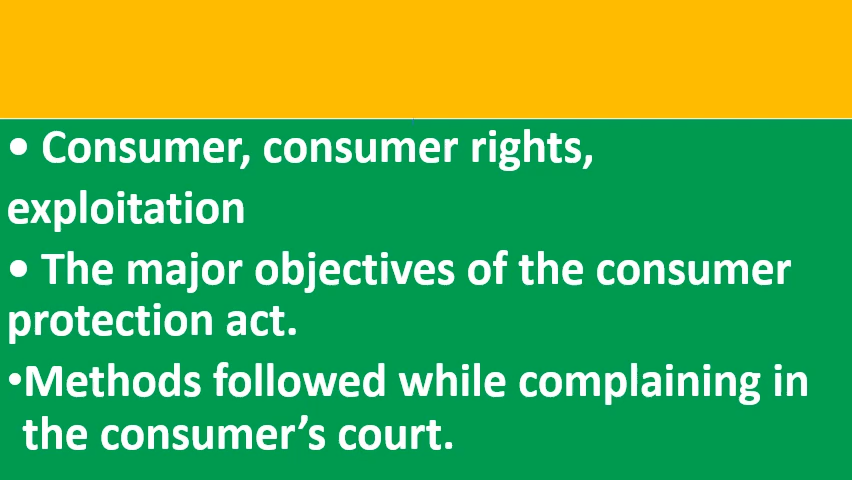 • Consumer, consumer rights,
exploitation
• The major objectives of the consumer
protection act.
•Methods followed while complaining in
the consumer’s court.